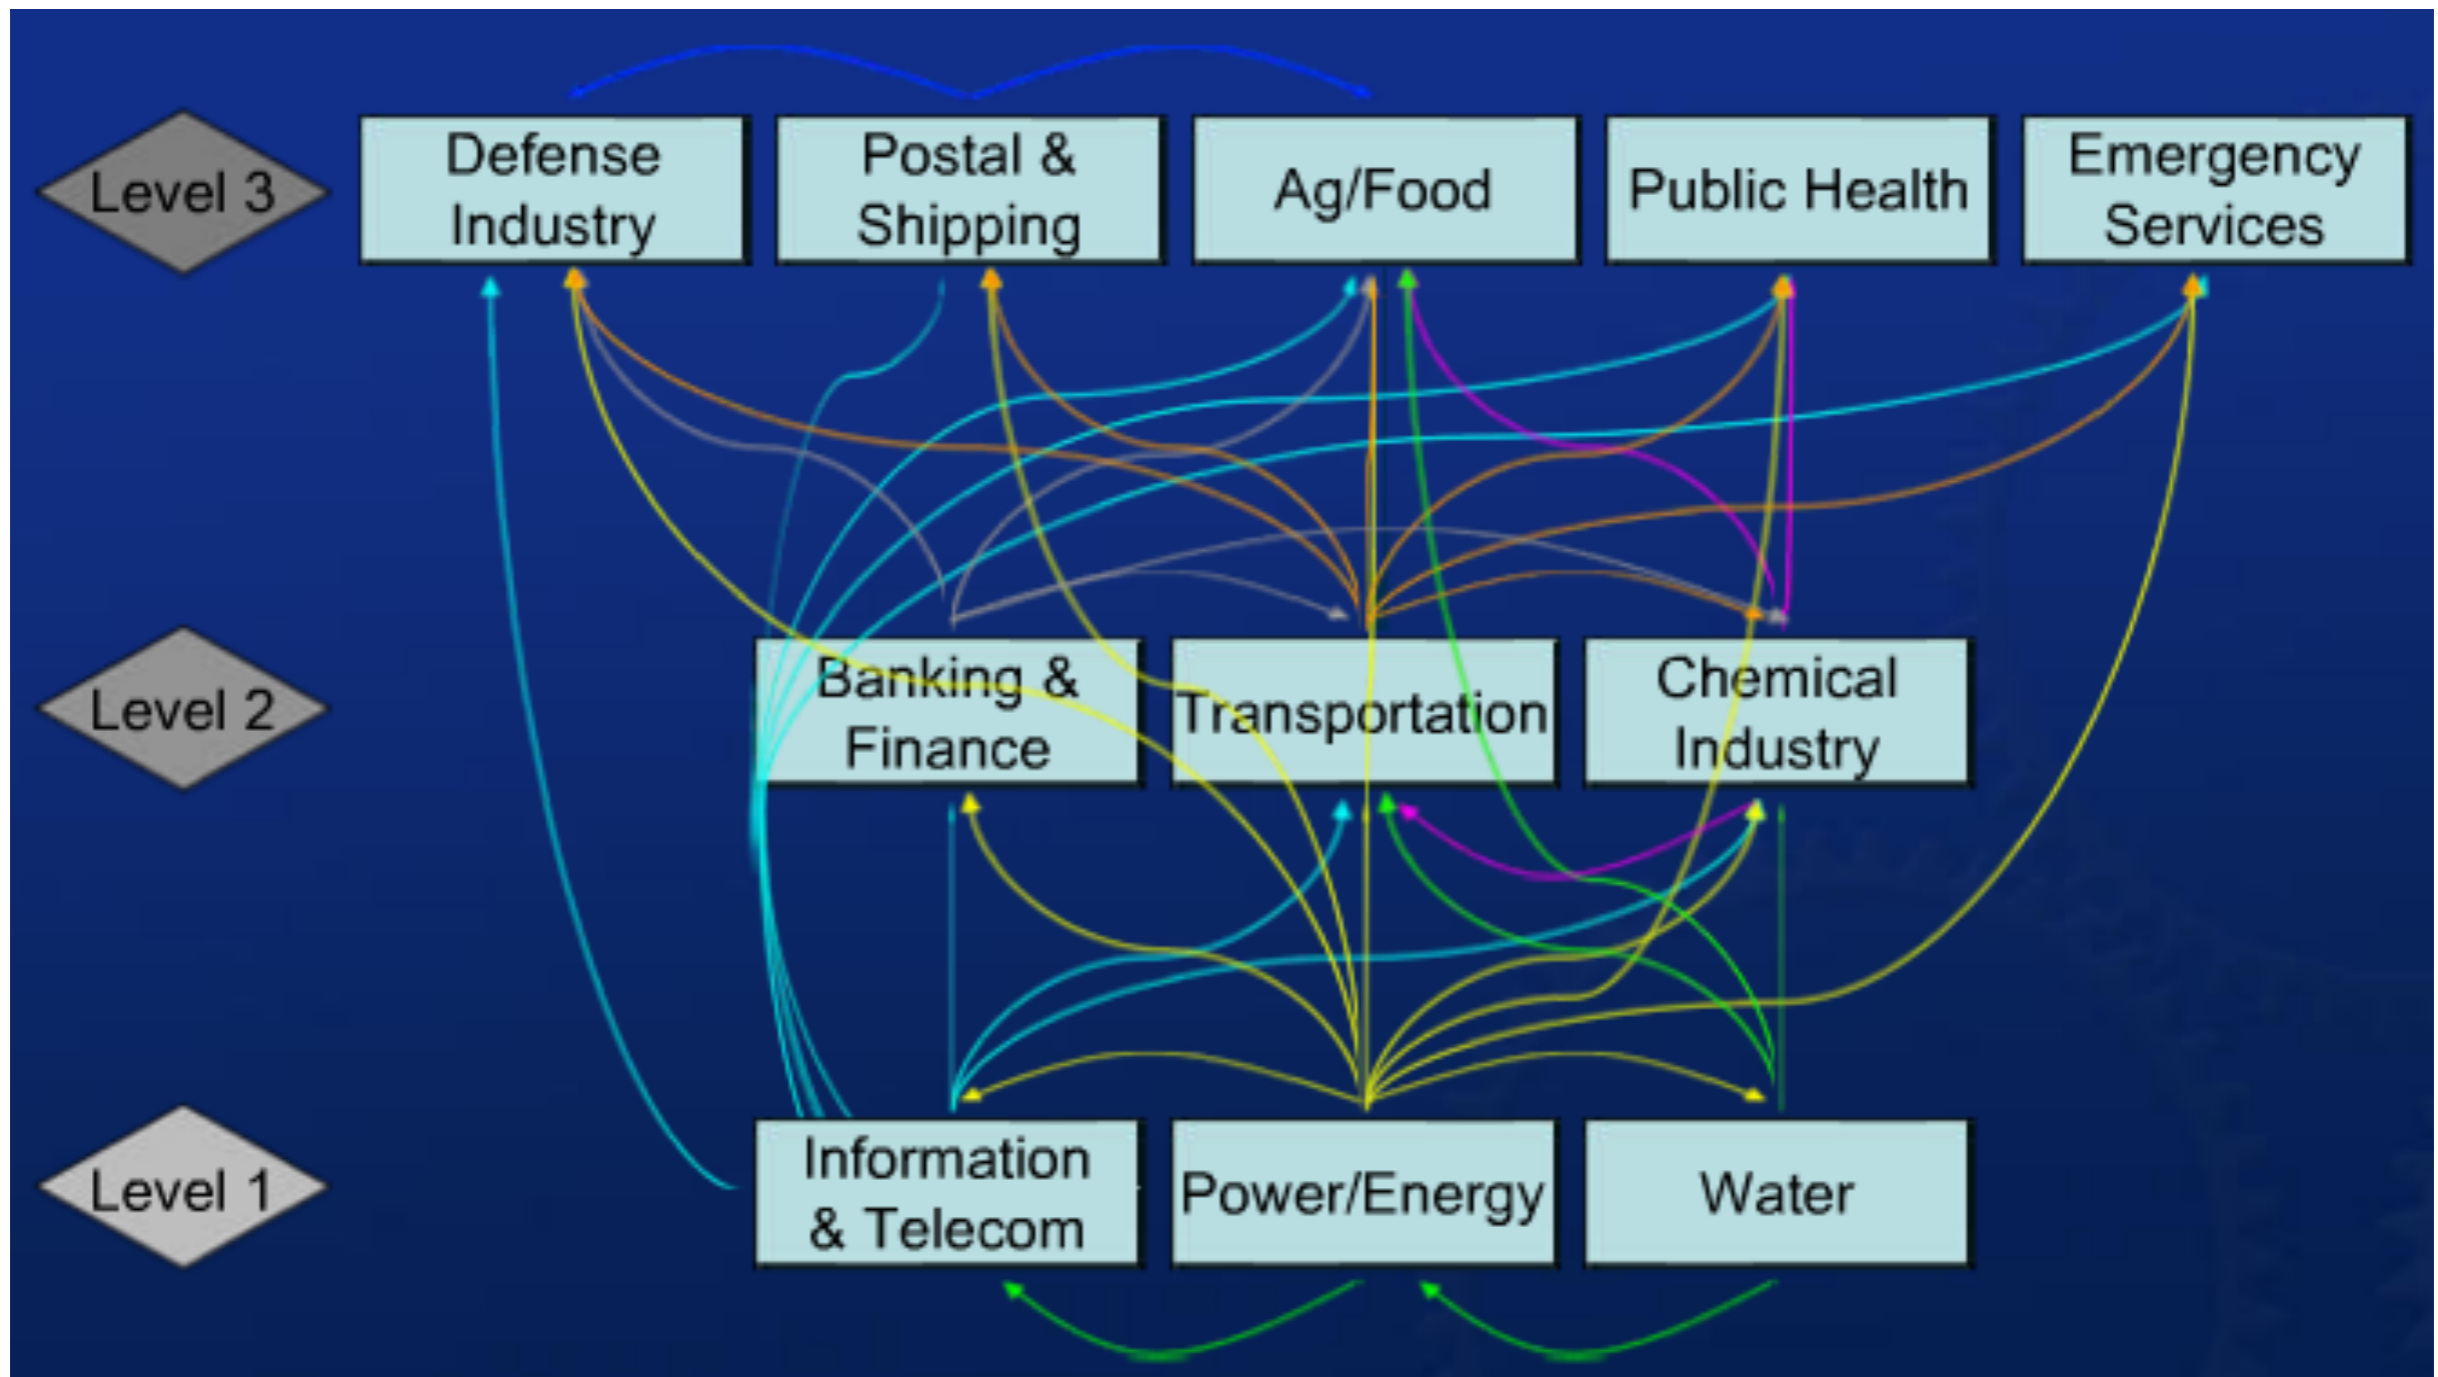 Level 3
Defense
Industry
Postal &
Shipping
Ag/Food
Public Health
Emergency
Services
Level 2
Banking &
Finance
Transportation
Chemical
Industry
Level 1
Information
& Telecom
Power/Energy
Water